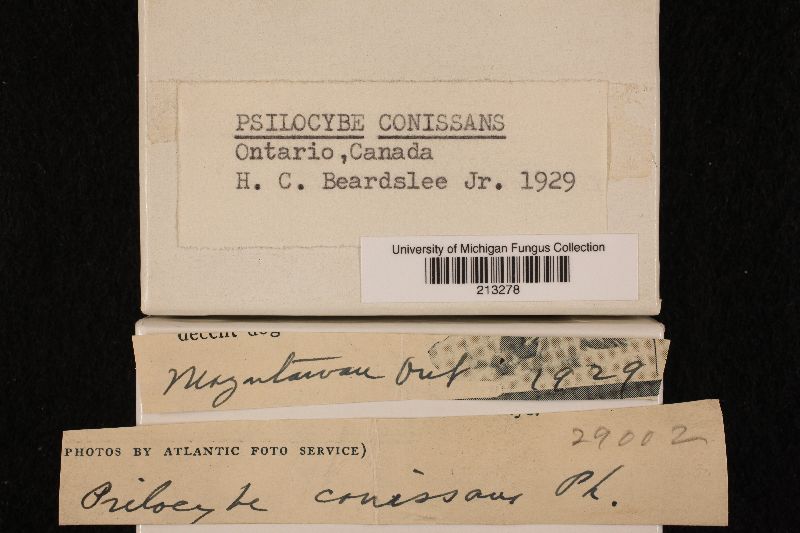 PSILOCYBE CONISSANS
Ontario,Canada
H. C. Beardslee Jr. 1929
University of Michigan Fungus Collection
213278
Ont 1929
29002
PHOTOS BY ATLANTIC FOTO SERVICE)
Psilocybe conissans Pk.